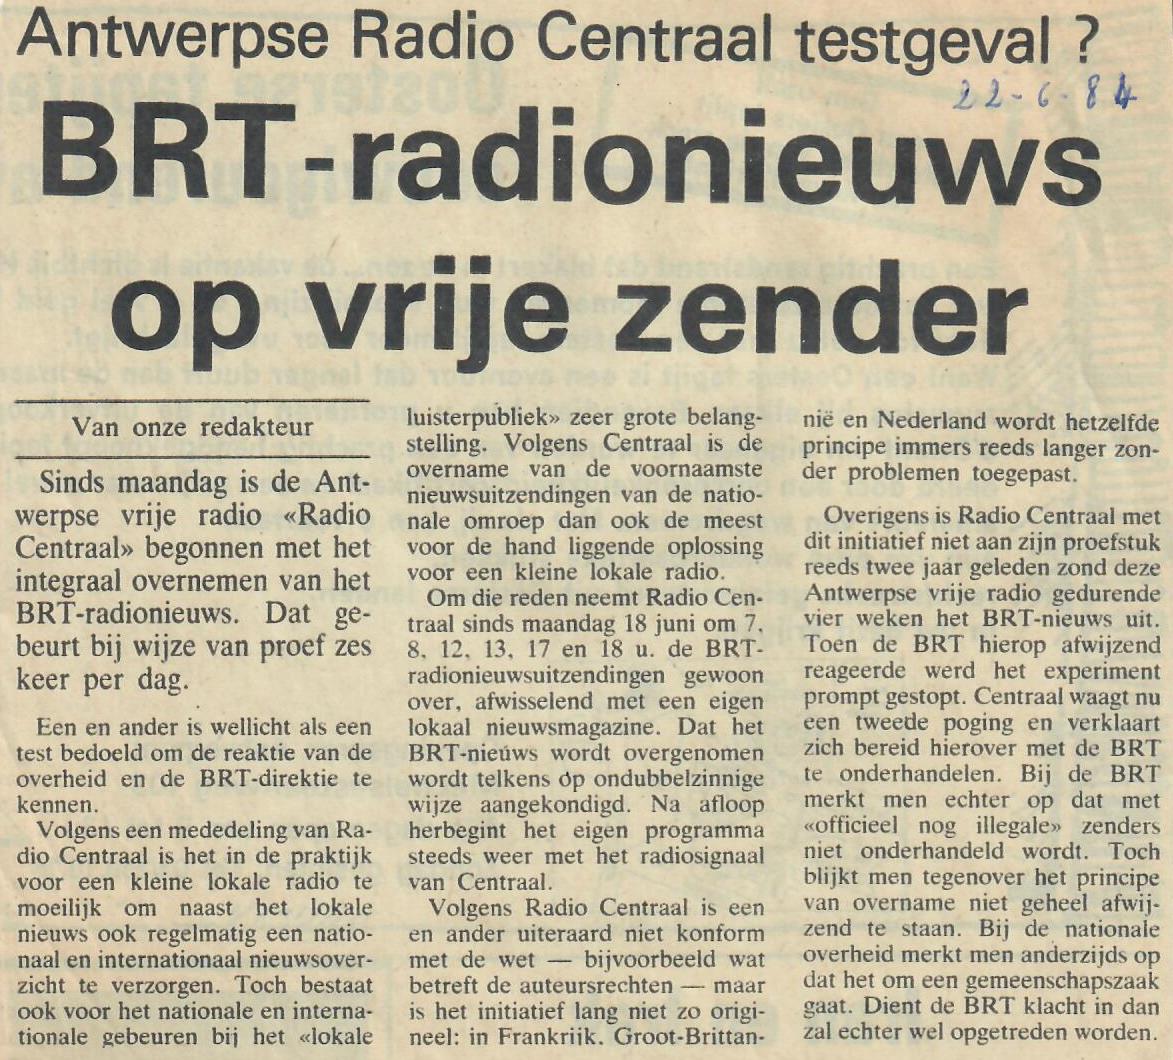 Antwerpse Radio Centraal testgeval ?
22-6-84
BRT-radionieuws
op vrije zender
Van onze redakteur
Sinds maandag is de Ant-
werpse vrije radio «Radio
Centraal» begonnen met het
integraal overnemen van het
BRT-radionieuws. Dat ge-
beurt bij wijze van proef zes
keer per dag.
Een en ander is wellicht als een
test bedoeld om de reaktie van de
overheid en de BRT-direktie te
kennen.
Volgens een mededeling van Ra-
dio Centraal is het in de praktijk
voor een kleine lokale radio te
moeilijk om naast het lokale
nieuws ook regelmatig een natio-
naal en internationaal nieuwsover-
zicht te verzorgen. Toch bestaat
ook voor het nationale en interna-
tionale gebeuren bij het «lokale
luisterpubliek» zeer grote belang-
stelling. Volgens Centraal is de
overname van de voornaamste
nieuwsuitzendingen van de natio-
nale omroep dan ook de meest
voor de hand liggende oplossing
voor een kleine lokale radio.
Om die reden neemt Radio Cen-
traal sinds maandag 18 juni om 7,
8, 12, 13, 17 en 18 u. de BRT-
radionieuwsuitzendingen gewoon
over, afwisselend met een eigen
lokaal nieuwsmagazine. Dat het
BRT-nieuws wordt overgenomen
wordt telkens op ondubbelzinnige
wijze aangekondigd. Na afloop
herbegint het eigen programma
steeds weer met het radiosignaal
van Centraal.
Volgens Radio Centraal is een
en ander uiteraard niet konform
met de wet — bijvoorbeeld wat
betreft de auteursrechten — maar
is het initiatief lang niet zo origi-
neel: in Frankrijk, Groot-Brittan-
nië en Nederland wordt hetzelfde
principe immers reeds langer zon-
der problemen toegepast.
Overigens is Radio Centraal met
dit initiatief niet aan zijn proefstuk
reeds twee jaar geleden zond deze
Antwerpse vrije radio gedurende
vier weken het BRT-nieuws uit.
Toen de BRT hierop afwijzend
reageerde werd het experiment
prompt gestopt. Centraal waagt nu
een tweede poging en verklaart
zich bereid hierover met de BRT
te onderhandelen. Bij de BRT
merkt men echter op dat met
«officieel nog illegale» zenders
niet onderhandeld wordt. Toch
blijkt men tegenover het principe
van overname niet geheel afwij-
zend te staan. Bij de nationale
overheid merkt men anderzijds op
dat het om een gemeenschapszaak
gaat. Dient de BRT klacht in dan
zal echter wel opgetreden worden.